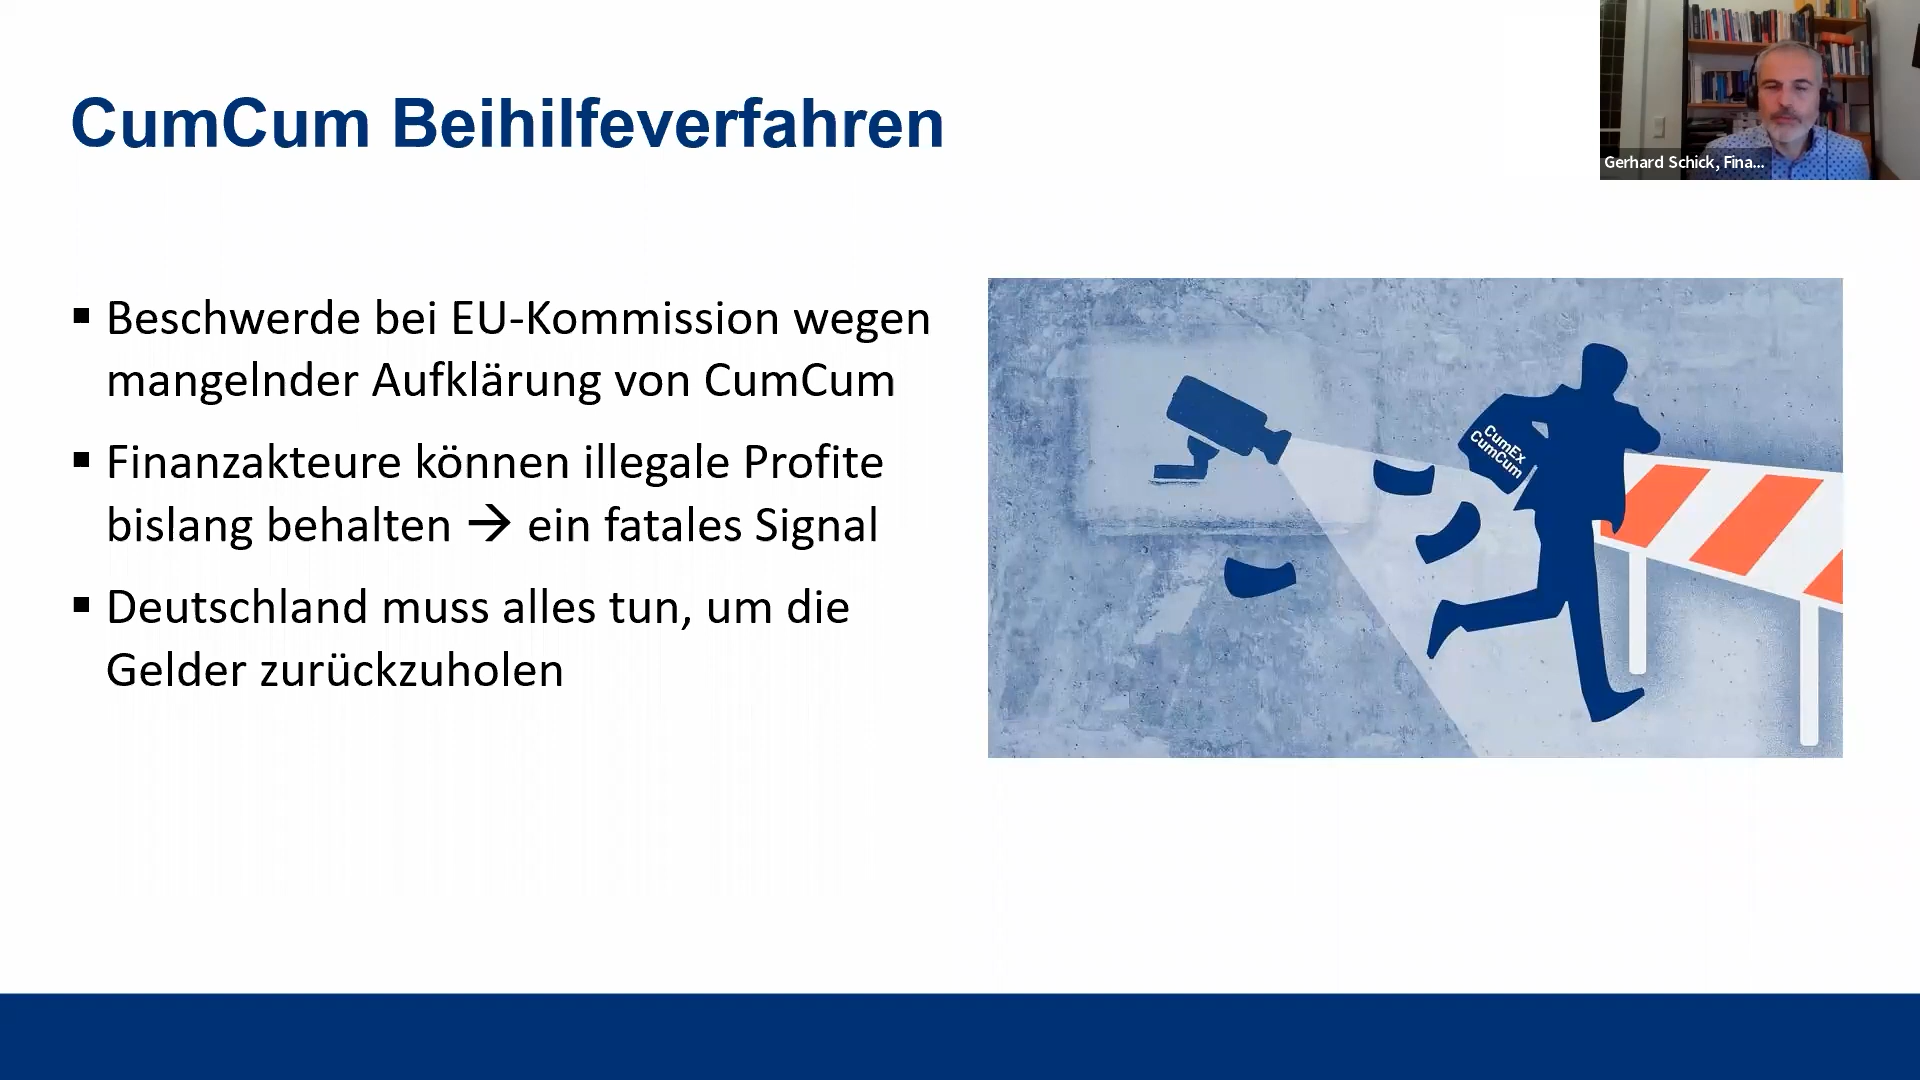 CumCum Beihilfeverfahren
Gerhard Schick, Fina...
▪ Beschwerde bei EU-Kommission wegen
mangelnder Aufklärung von CumCum
▪ Finanzakteure können illegale Profite
bislang behalten → ein fatales Signal
▪ Deutschland muss alles tun, um die
Gelder zurückzuholen
CumEx
CumCum